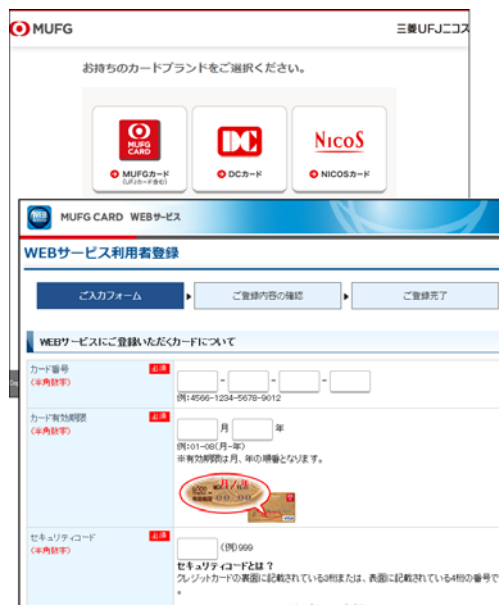 MUFG 三菱UFJニコス
お持ちのカードブランドをご選択ください。
MUFG CARD
DC
NICOS
MUFGカード
(UFJカード含む)
DCカード
NICOSカード
WEB
MUFG CARD WEBサービス
WEBサービス利用者登録
ご入力フォーム ご登録内容の確認 ご登録完了
WEBサービスにご登録いただくカードについて
カード番号 必須
(半角数字)
- - -
例:4566-1234-5678-9012
カード有効期限 必須
(半角数字)
月 年
例:01-08(月-年)
※有効期限は月、年の順番となります。
月/年
00.00
セキュリティコード 必須
(半角数字)
(例)999
セキュリティコードとは?
クレジットカードの裏面に記載されている3桁または、表面に記載されている4桁の番号で
。